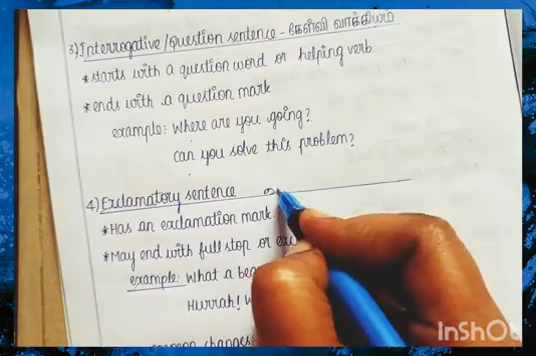 3) Interrogative/Question sentence - கேள்வி வாக்கியம்
*starts with a question word or helping verb.
*ends with a question mark
example: Where are you going?
can you solve this problem?
4) Exclamatory sentence
*Has an exclamation mark
*May end with full stop or
example: What a
Hurrah!
changes
InShO